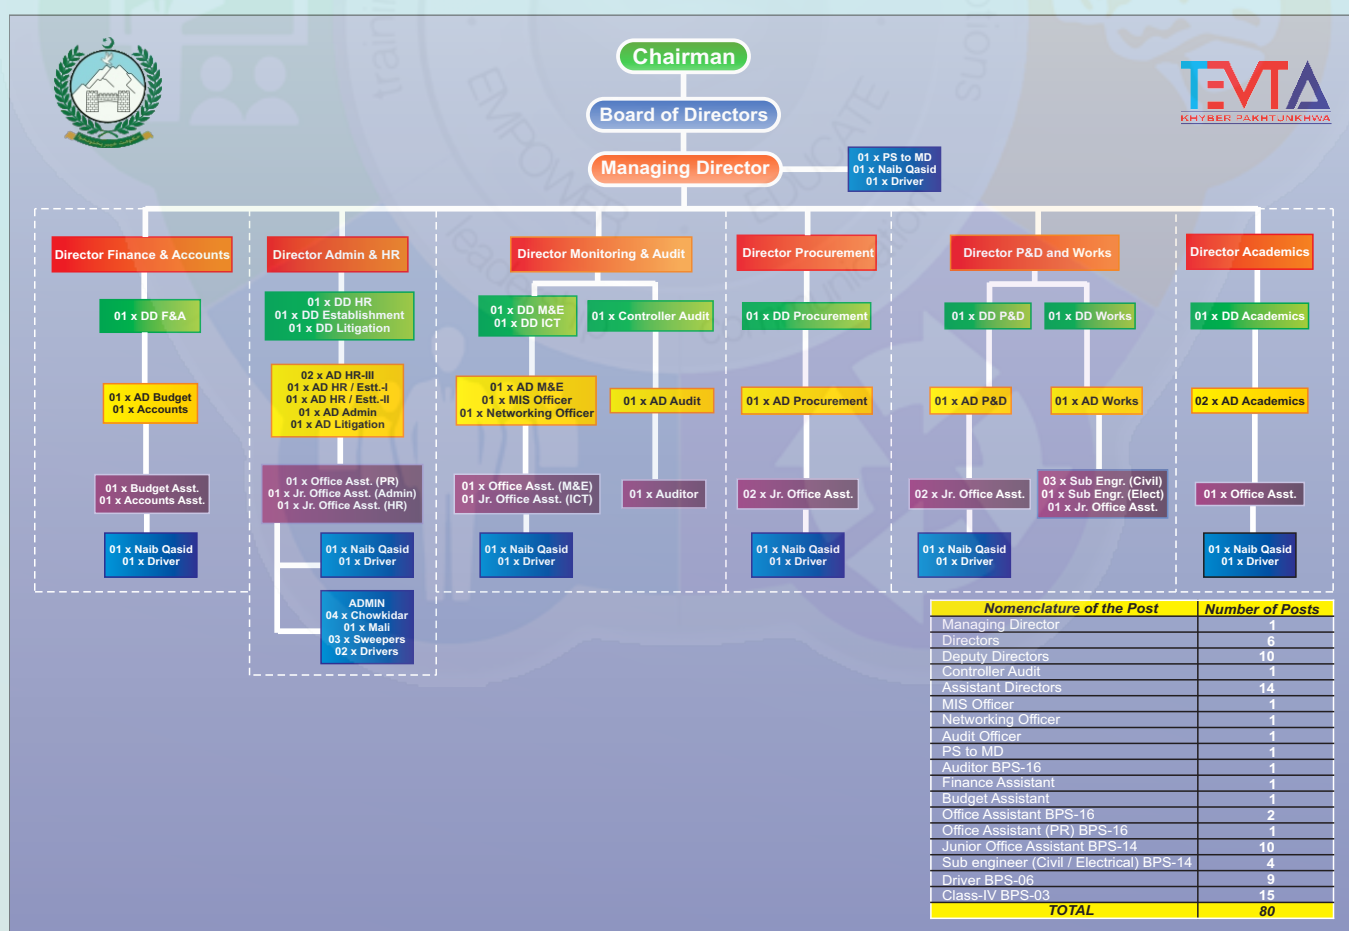 Chairman
Board of Directors
Managing Director
01 x PS to MD
01 x Naib Qasid
01 x Driver
TEVTA
KHYBER PAKHTUNKHWA
Director Finance & Accounts
01 x DD F&A
01 x AD Budget
01 x Accounts
01 x Budget Asst.
01 x Accounts Asst.
01 x Naib Qasid
01 x Driver
Director Admin & HR
01 x DD HR
01 x DD Establishment
01 x DD Litigation
02 x AD HR-III
01 x AD HR / Estt.-I
01 x AD HR / Estt.-II
01 x AD Admin
01 x AD Litigation
01 x Office Asst. (PR)
01 x Jr. Office Asst. (Admin)
01 x Jr. Office Asst. (HR)
01 x Naib Qasid
01 x Driver
ADMIN
04 x Chowkidar
01 x Mali
03 x Sweepers
02 x Drivers
Director Monitoring & Audit
01 x DD M&E
01 x DD ICT
01 x Controller Audit
01 x AD M&E
01 x MIS Officer
01 x Networking Officer
01 x AD Audit
01 x Office Asst. (M&E)
01 Jr. Office Asst. (ICT)
01 x Auditor
01 x Naib Qasid
01 x Driver
Director Procurement
01 x DD Procurement
01 x AD Procurement
02 x Jr. Office Asst.
01 x Naib Qasid
01 x Driver
Director P&D and Works
01 x DD P&D
01 x DD Works
01 x AD P&D
01 x AD Works
02 x Jr. Office Asst.
03 x Sub Engr. (Civil)
01 x Sub Engr. (Elect)
01 x Jr. Office Asst.
01 x Naib Qasid
01 x Driver
Director Academics
01 x DD Academics
02 x AD Academics
01 x Office Asst.
01 x Naib Qasid
01 x Driver
Nomenclature of the Post Number of Posts
Managing Director 1
Directors 6
Deputy Directors 10
Controller Audit 1
Assistant Directors 14
MIS Officer 1
Networking Officer 1
Audit Officer 1
PS to MD 1
Auditor BPS-16 1
Finance Assistant 1
Budget Assistant 1
Office Assistant BPS-16 2
Office Assistant (PR) BPS-16 1
Junior Office Assistant BPS-14 10
Sub engineer (Civil / Electrical) BPS-14 4
Driver BPS-06 9
Class-IV BPS-03 15
TOTAL 80
EMPOWER
EDUCATE